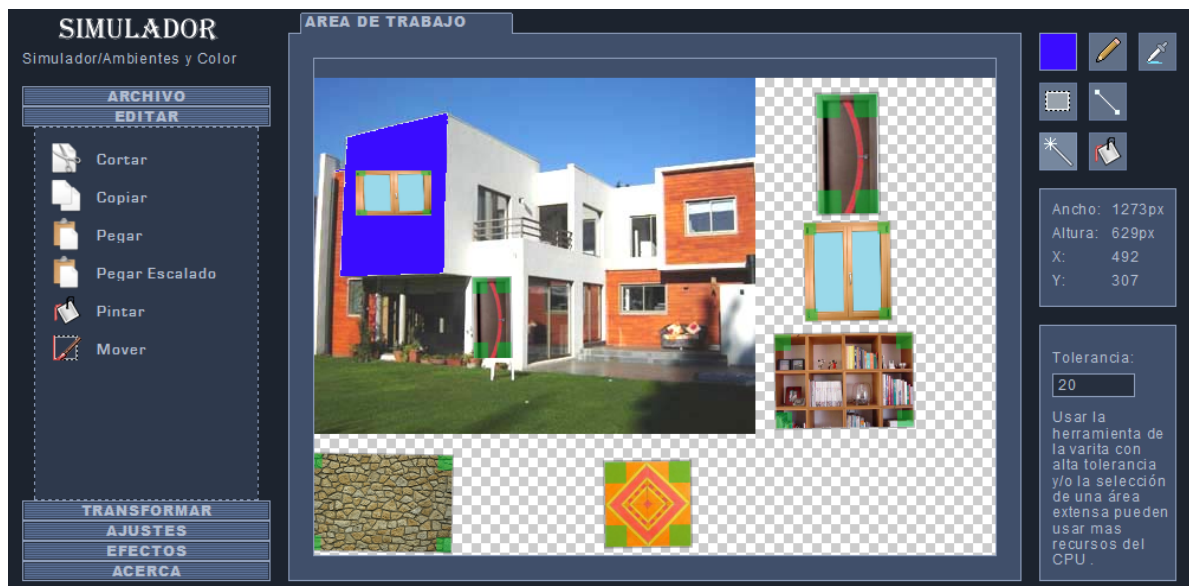 SIMULADOR
Simulador/Ambientes y Color
ARCHIVO
EDITAR
Cortar
Copiar
Pegar
Pegar Escalado
Pintar
Mover
TRANSFORMAR
AJUSTES
EFECTOS
ACERCA
AREA DE TRABAJO
Ancho: 1273px
Altura: 629px
X: 492
Y: 307
Tolerancia:
20
Usar la
herramienta de
la varita con
alta tolerancia
y/o la selección
de una área
extensa pueden
usar mas
recursos del
CPU .